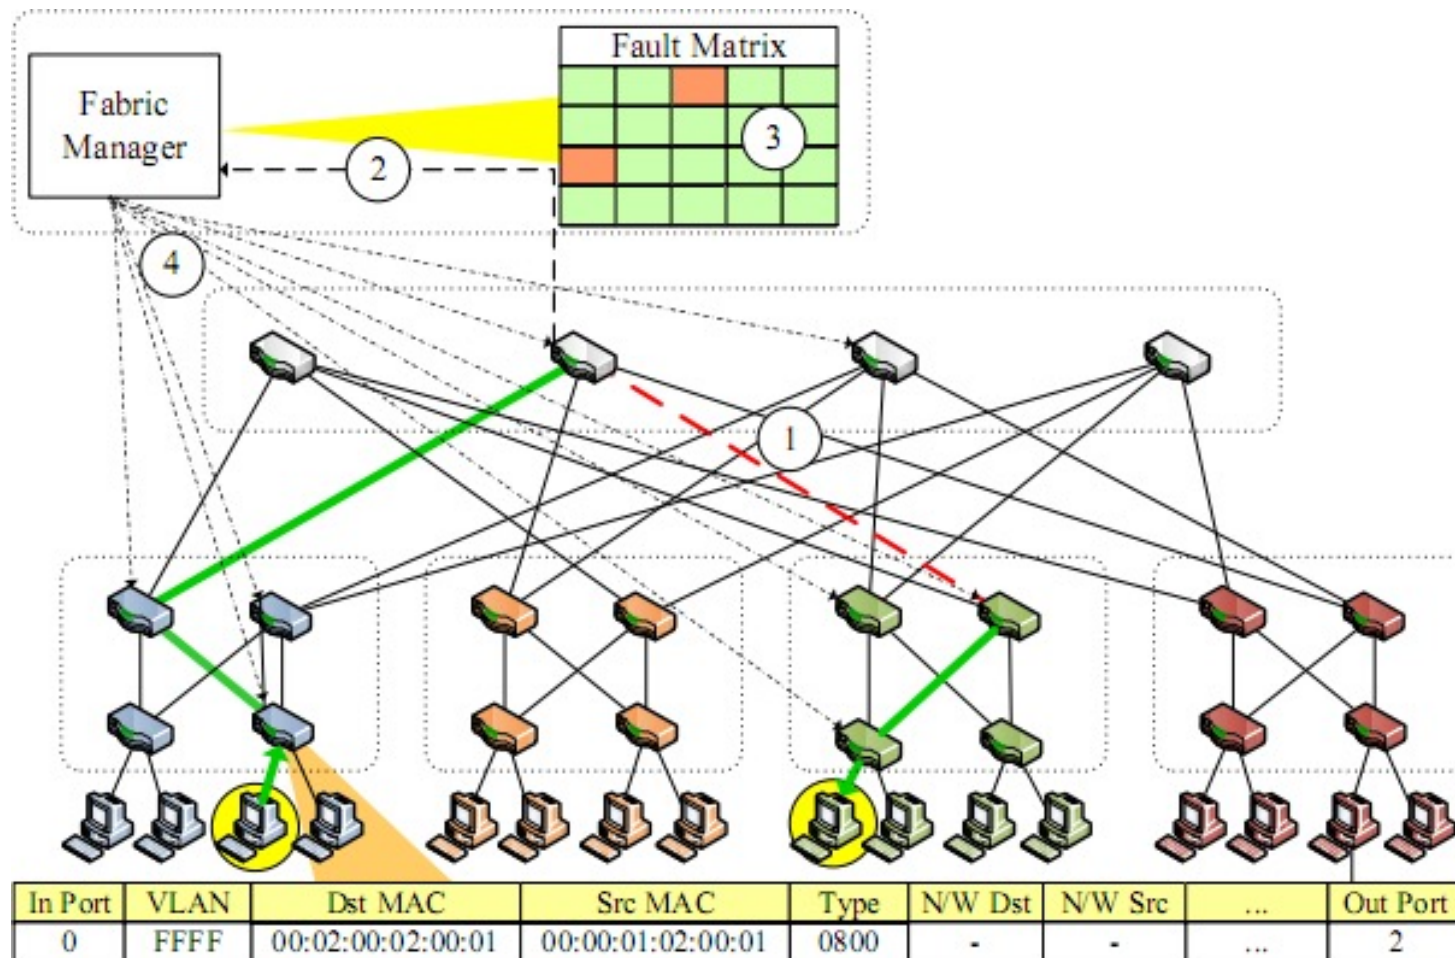 Fault Matrix
Fabric
Manager
3
2
4
1
In Port VLAN Dst MAC Src MAC Type N/W Dst N/W Src ... Out Port
0 FFFF 00:02:00:02:00:01 00:00:01:02:00:01 0800 - - ... 2